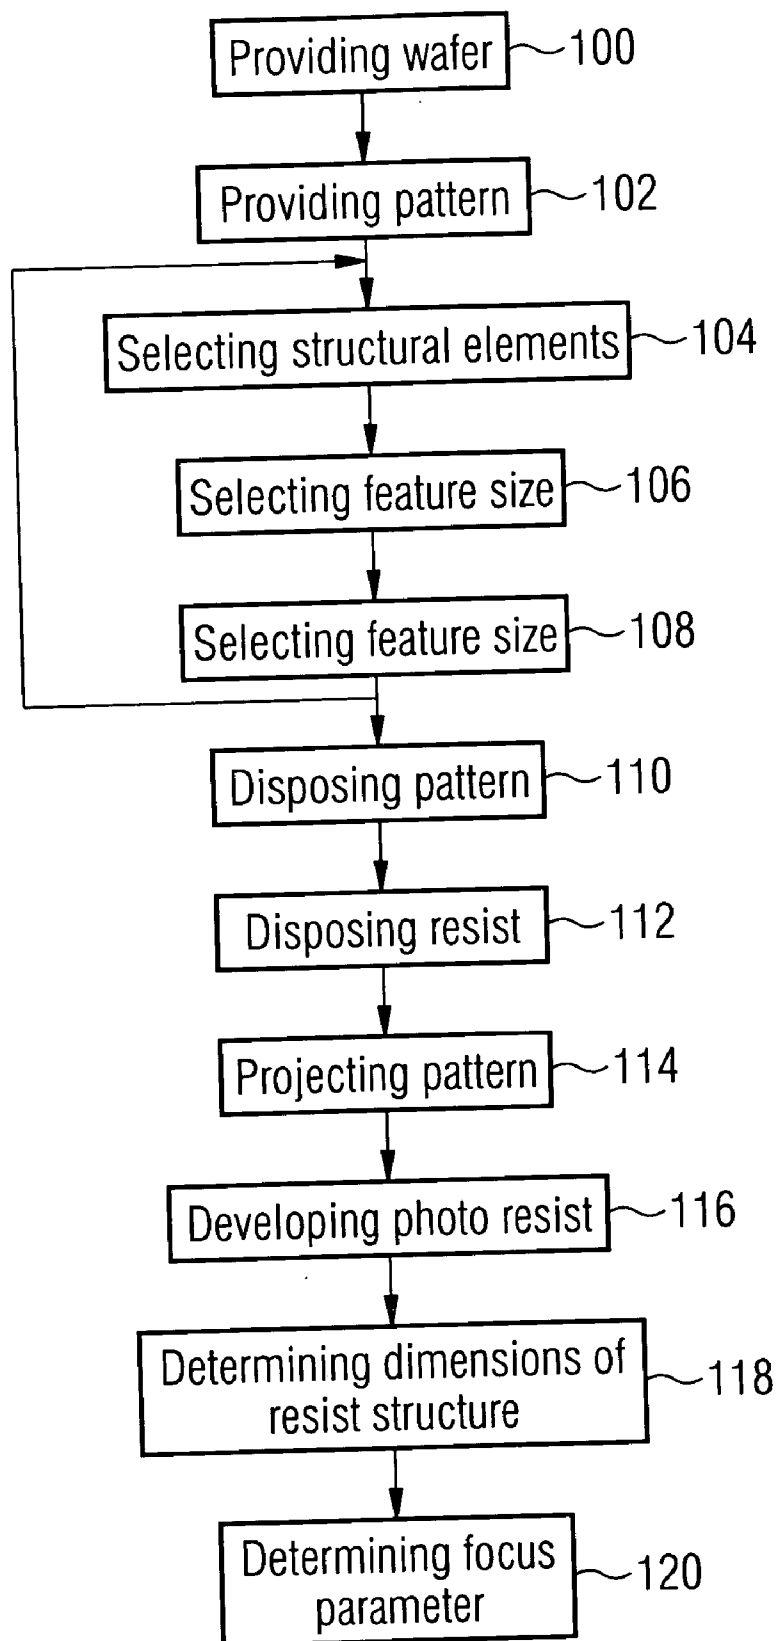 Providing wafer 100
Providing pattern 102
Selecting structural elements 104
Selecting feature size 106
Selecting feature size 108
Disposing pattern 110
Disposing resist 112
Projecting pattern 114
Developing photo resist 116
Determining dimensions of
resist structure 118
Determining focus
parameter 120